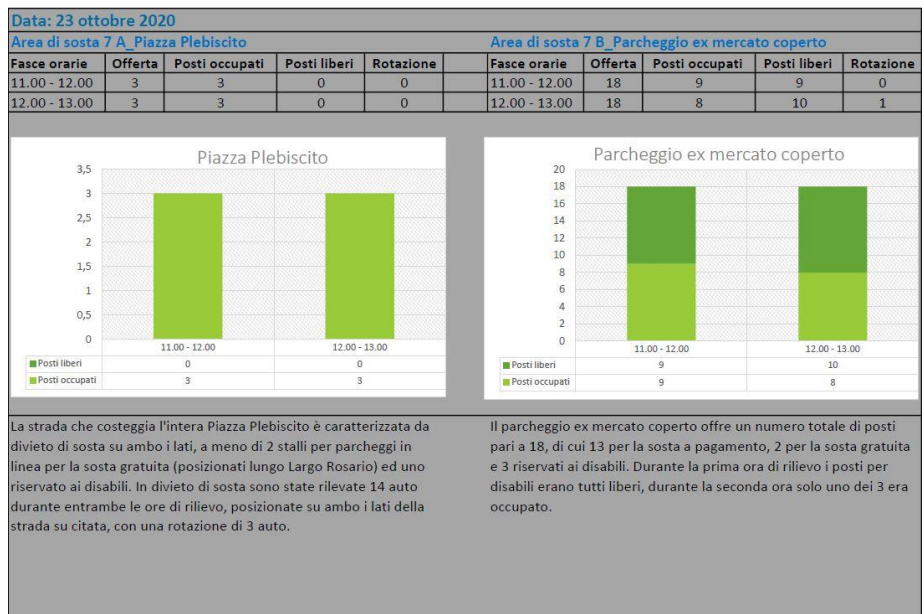 Data: 23 ottobre 2020
Area di sosta 7 A_Piazza Plebiscito
Fasce orarie Offerta Posti occupati Posti liberi Rotazione
11.00 - 12.00 3 3 0 0
12.00 - 13.00 3 3 0 0
Area di sosta 7 B_Parcheggio ex mercato coperto
Fasce orarie Offerta Posti occupati Posti liberi Rotazione
11.00 - 12.00 18 9 9 0
12.00 - 13.00 18 8 10 1
Piazza Plebiscito
3,5
3
2,5
2
1,5
1
0,5
0
11.00 - 12.00 12.00 - 13.00
Posti liberi 0 0
Posti occupati 3 3
Parcheggio ex mercato coperto
20
18
16
14
12
10
8
6
4
2
0
11.00 - 12.00 12.00 - 13.00
Posti liberi 9 10
Posti occupati 9 8
La strada che costeggia l'intera Piazza Plebiscito è caratterizzata da
divieto di sosta su ambo i lati, a meno di 2 stalli per parcheggi in
linea per la sosta gratuita (posizionati lungo Largo Rosario) ed uno
riservato ai disabili. In divieto di sosta sono state rilevate 14 auto
durante entrambe le ore di rilievo, posizionate su ambo i lati della
strada su citata, con una rotazione di 3 auto.
Il parcheggio ex mercato coperto offre un numero totale di posti
pari a 18, di cui 13 per la sosta a pagamento, 2 per la sosta gratuita
e 3 riservati ai disabili. Durante la prima ora di rilievo i posti per
disabili erano tutti liberi, durante la seconda ora solo uno dei 3 era
occupato.